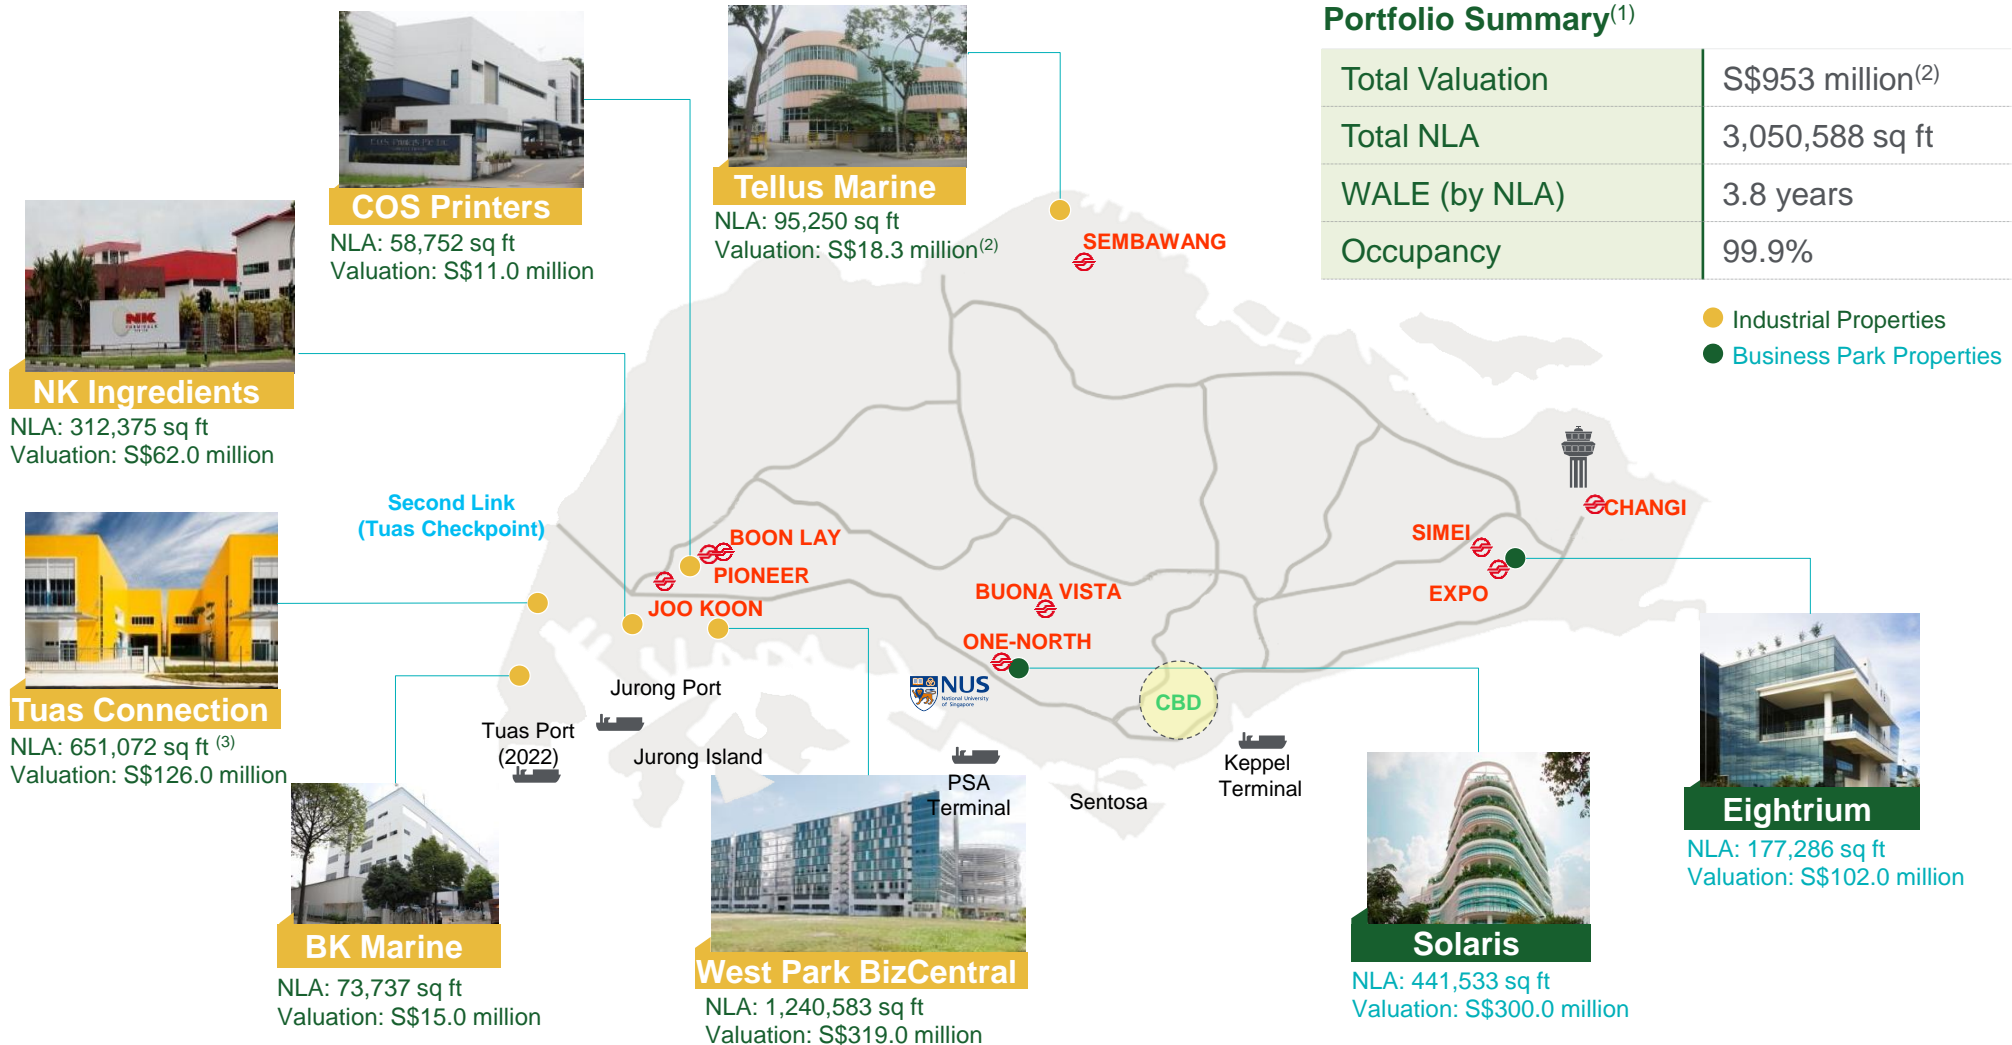 Portfolio Summary(1)
Total Valuation S$953 million(2)
Total NLA 3,050,588 sq ft
WALE (by NLA) 3.8 years
Occupancy 99.9%
Industrial Properties
Business Park Properties
COS Printers
NLA: 58,752 sq ft
Valuation: S$11.0 million
Tellus Marine
NLA: 95,250 sq ft
Valuation: S$18.3 million(2)
NK
NK Ingredients
NLA: 312,375 sq ft
Valuation: S$62.0 million
Tuas Connection
NLA: 651,072 sq ft (3)
Valuation: S$126.0 million
BK Marine
NLA: 73,737 sq ft
Valuation: S$15.0 million
West Park BizCentral
NLA: 1,240,583 sq ft
Valuation: S$319.0 million
Solaris
NLA: 441,533 sq ft
Valuation: S$300.0 million
Eightrium
NLA: 177,286 sq ft
Valuation: S$102.0 million
SEMBAWANG
Second Link
(Tuas Checkpoint)
BOON LAY
PIONEER
JOO KOON
BUONA VISTA
ONE-NORTH
SIMEI
EXPO
CHANGI
NUS
National University
of Singapore
CBD
Jurong Port
Tuas Port
(2022)
Jurong Island
PSA
Terminal
Sentosa
Keppel
Terminal